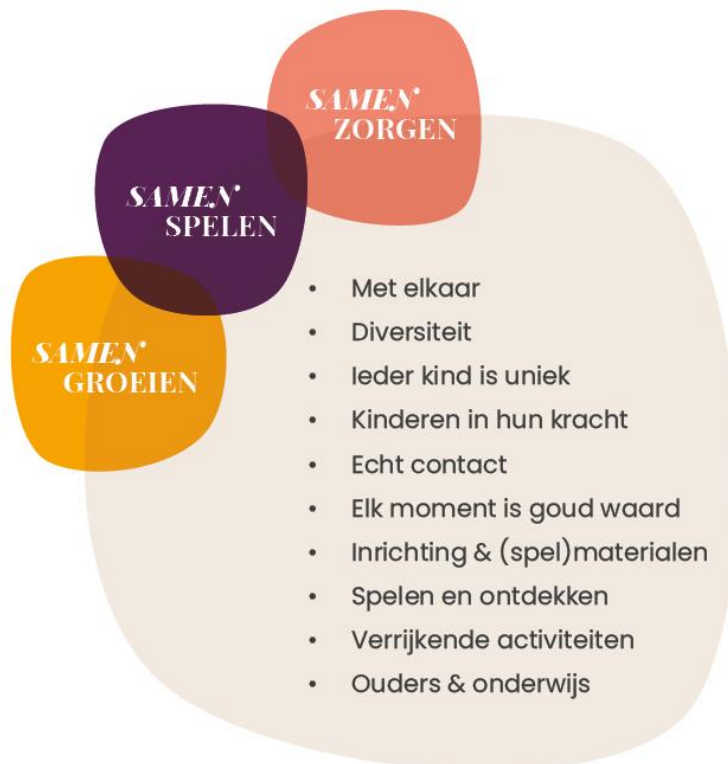 SAMEN
ZORGEN
SAMEN
SPELEN
SAMEN
GROEIEN
• Met elkaar
• Diversiteit
• Ieder kind is uniek
• Kinderen in hun kracht
• Echt contact
• Elk moment is goud waard
• Inrichting & (spel)materialen
• Spelen en ontdekken
• Verrijkende activiteiten
• Ouders & onderwijs